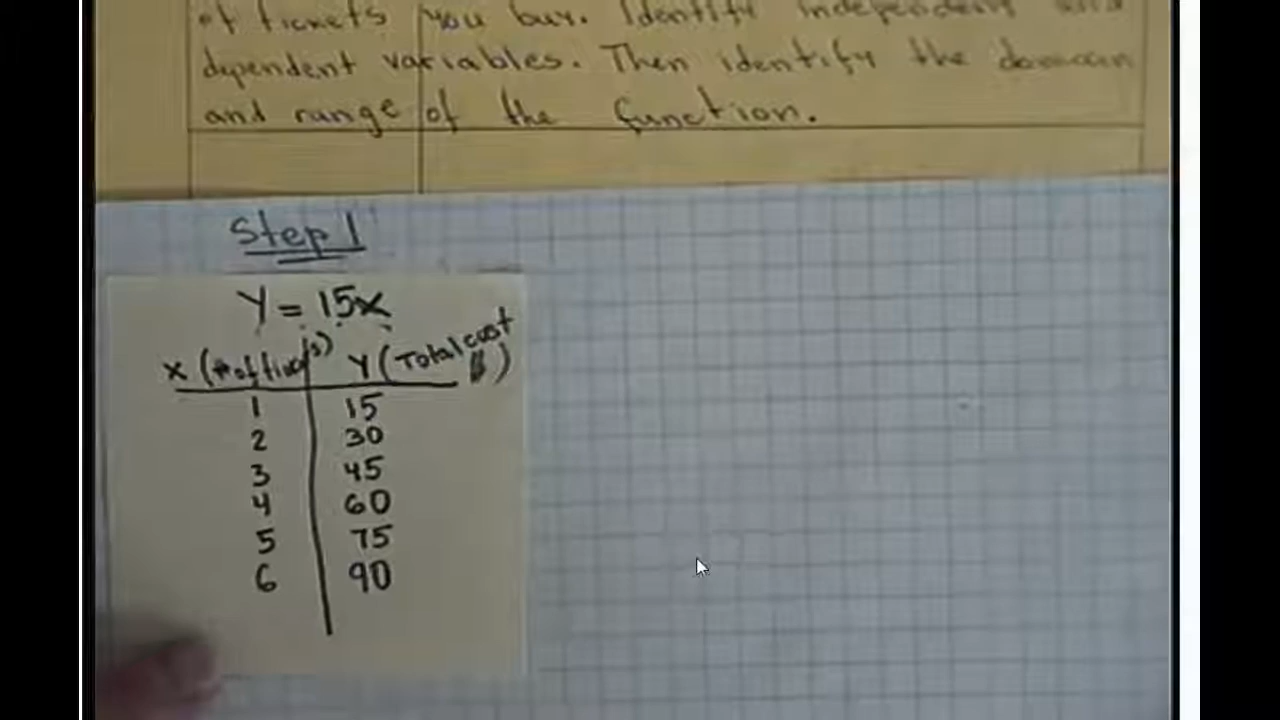 of tickets you buy. Identify independent and
dependent variables. Then identify the domain
and range of the function.
Step 1
Y = 15x
X (# of Y (Total cost $)
1 15
2 30
3 45
4 60
5 75
6 90